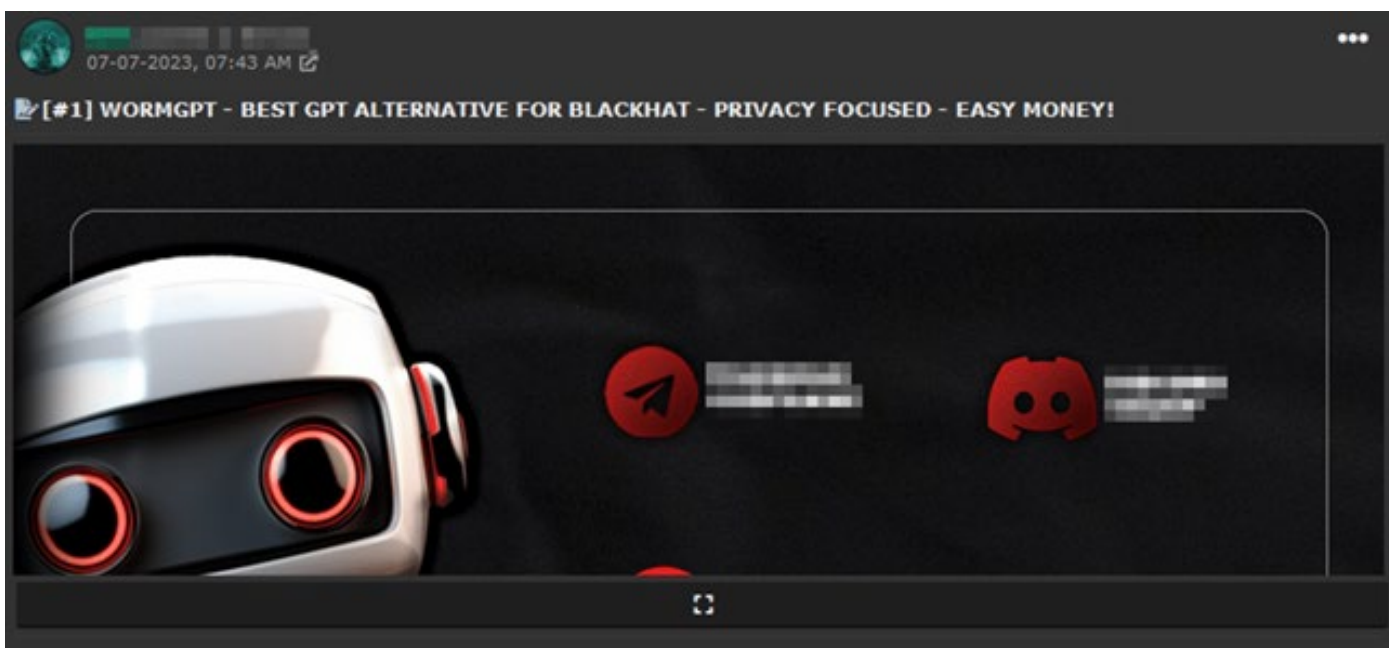 07-07-2023, 07:43 AM
[#1] WORMGPT - BEST GPT ALTERNATIVE FOR BLACKHAT - PRIVACY FOCUSED - EASY MONEY!